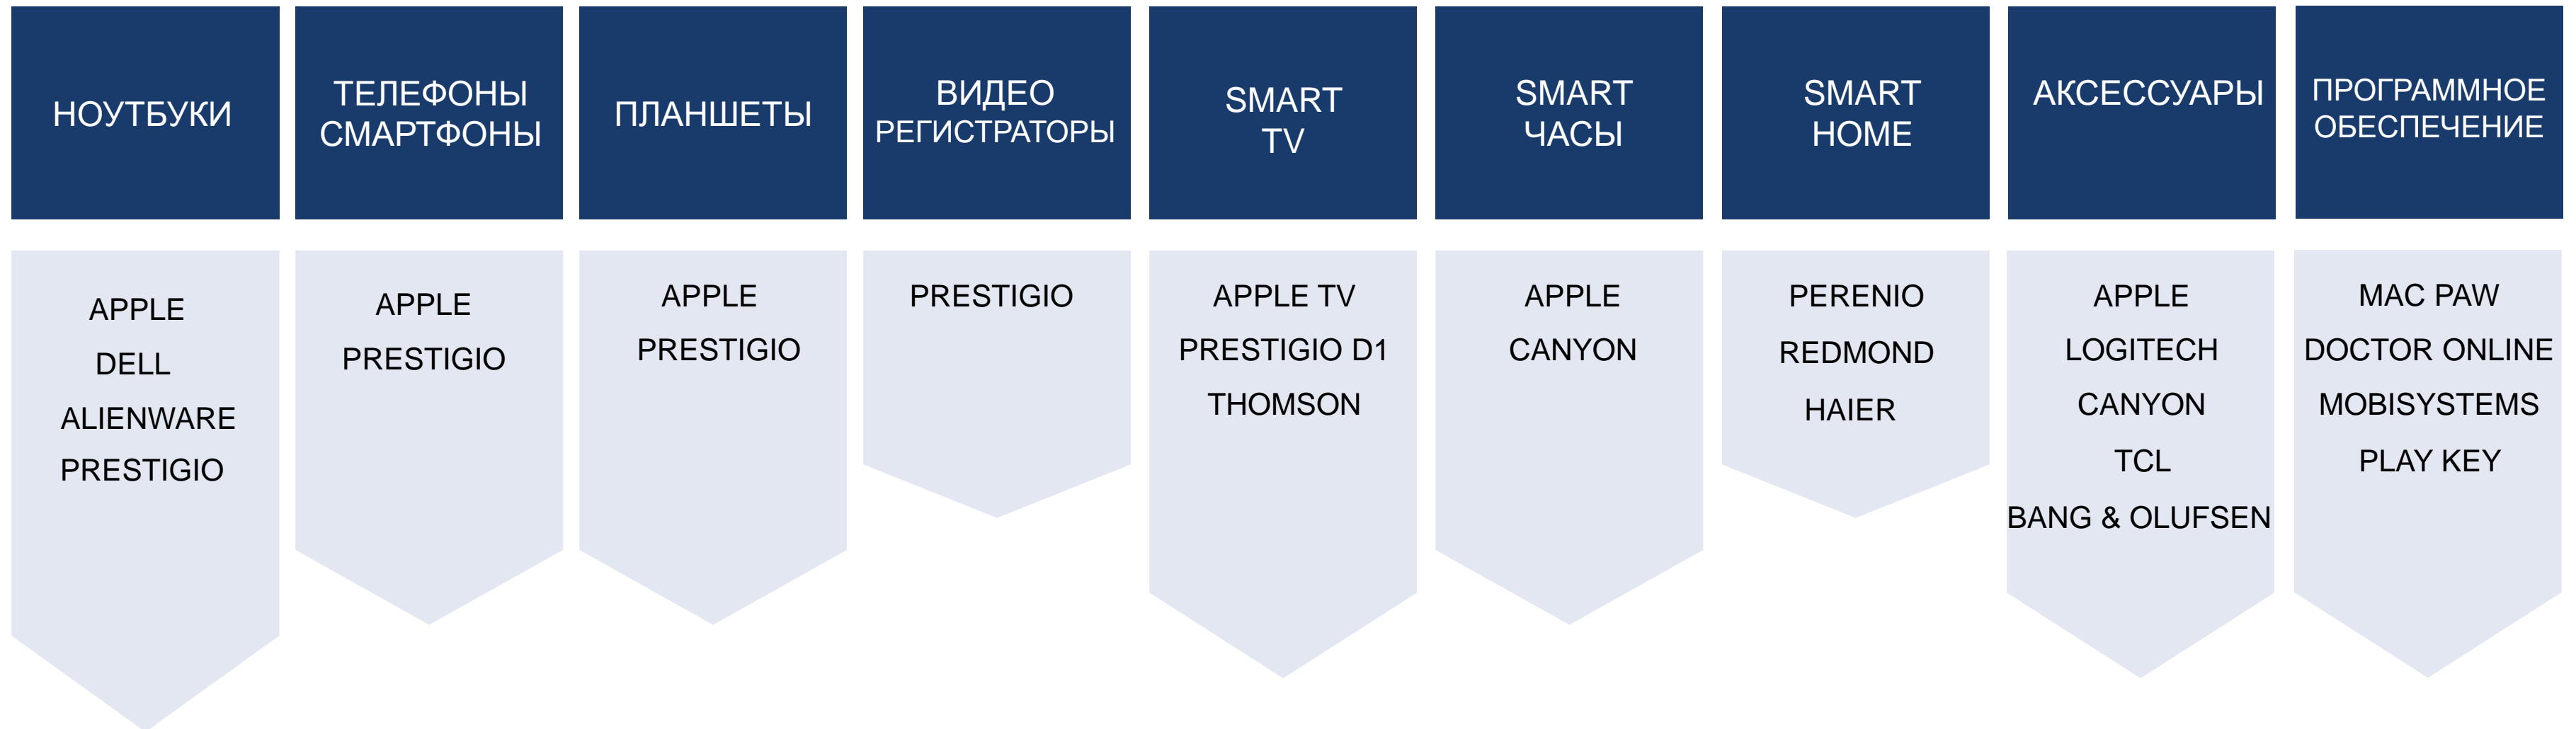 НОУТБУКИ
ТЕЛЕФОНЫ
СМАРТФОНЫ
ПЛАНШЕТЫ
ВИДЕО
РЕГИСТРАТОРЫ
SMART
TV
SMART
ЧАСЫ
SMART
HOME
АКСЕССУАРЫ
ПРОГРАММНОЕ
ОБЕСПЕЧЕНИЕ
APPLE
DELL
ALIENWARE
PRESTIGIO
APPLE
PRESTIGIO
APPLE
PRESTIGIO
PRESTIGIO
APPLE TV
PRESTIGIO D1
THOMSON
APPLE
CANYON
PERENIO
REDMOND
HAIER
APPLE
LOGITECH
CANYON
TCL
BANG & OLUFSEN
MAC PAW
DOCTOR ONLINE
MOBISYSTEMS
PLAY KEY